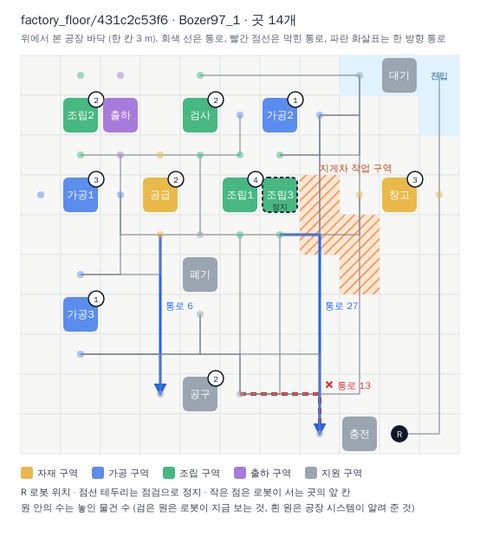 factory_floor/431c2c53f6 · Bozer97_1 · 곳 14개
위에서 본 공장 바닥 (한 칸 3 m). 회색 선은 통로, 빨간 점선은 막힌 통로, 파란 화살표는 한 방향 통로
대기
2
조립2
출하
2
검사
1
가공2
지게차 작업 구역
3
가공1
2
공급
4
조립1
조립3
정지
3
창고
폐기
1
가공3
통로 6
통로 27
2
공구
× 통로 13
충전
R
자재 구역
가공 구역
조립 구역
출하 구역
지원 구역
R 로봇 위치 · 점선 테두리는 점검으로 정지 · 작은 점은 로봇이 서는 곳의 앞 칸
원 안의 수는 놓인 물건 수 (검은 원은 로봇이 지금 보는 것, 흰 원은 공장 시스템이 알려 준 것)